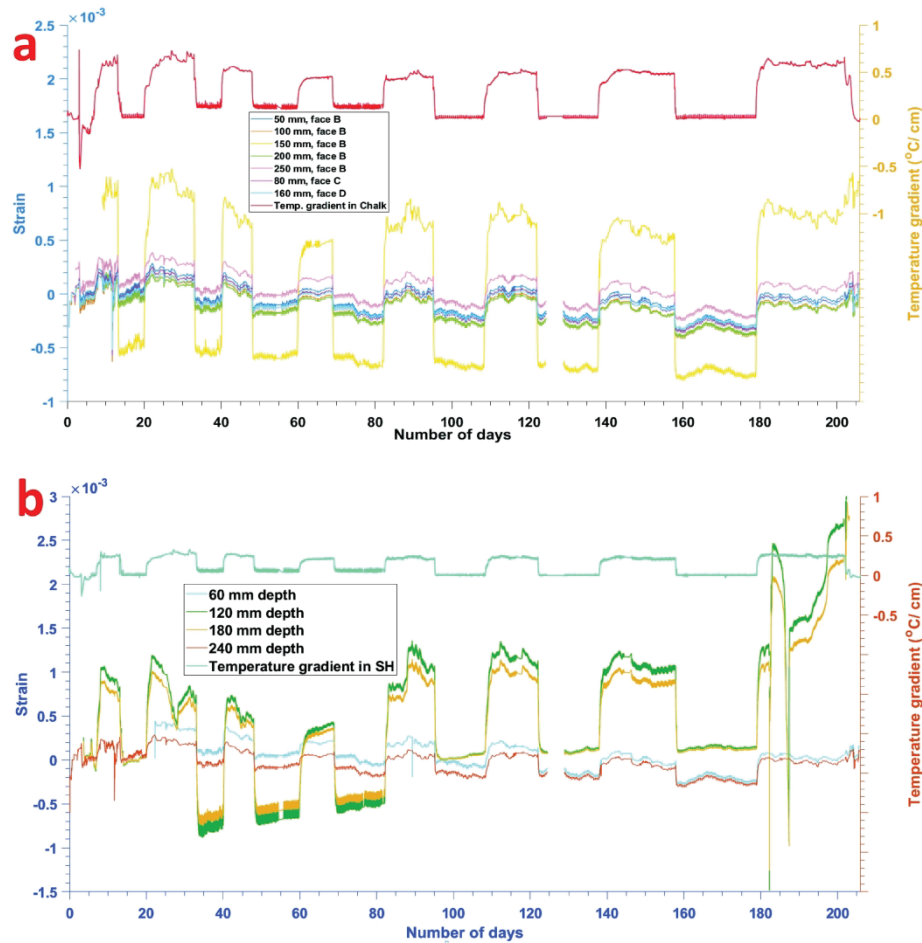 a
×10⁻³
2.5
2
1.5
1
0.5
0
-0.5
-1
Strain
1
0.5
0
-0.5
-1
Temperature gradient (°C/ cm)
50 mm, face B
100 mm, face B
150 mm, face B
200 mm, face B
250 mm, face B
80 mm, face C
160 mm, face D
Temp. gradient in Chalk
0 20 40 60 80 100 120 140 160 180 200
Number of days
b
×10⁻³
3
2.5
2
1.5
1
0.5
0
-0.5
-1
-1.5
Strain
1
0.5
0
-0.5
Temperature gradient (°C/ cm)
60 mm depth
120 mm depth
180 mm depth
240 mm depth
Temperature gradient in SH
0 20 40 60 80 100 120 140 160 180 200
Number of days